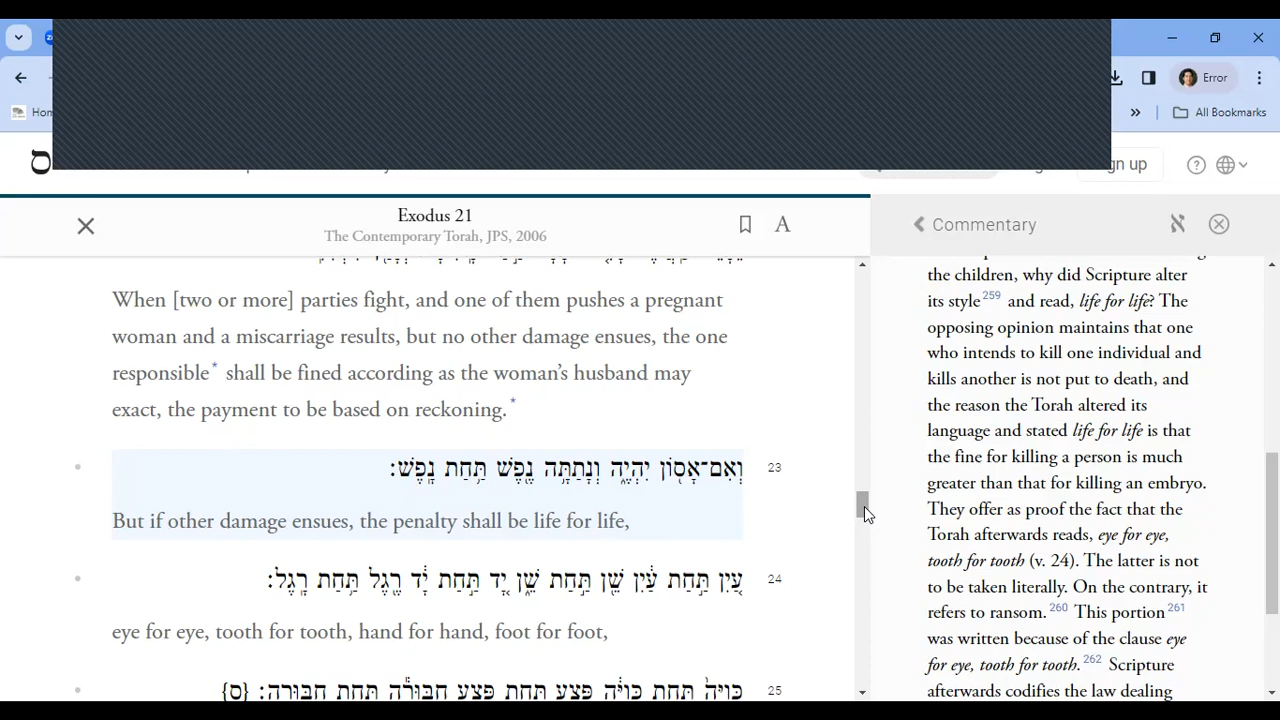 Error
Hom
All Bookmarks
ס
gn up
Exodus 21
The Contemporary Torah, JPS, 2006
Commentary
When [two or more] parties fight, and one of them pushes a pregnant
woman and a miscarriage results, but no other damage ensues, the one
responsible* shall be fined according as the woman’s husband may
exact, the payment to be based on reckoning.*
23
וְאִם־אָס֖וֹן יִהְיֶ֑ה וְנָתַתָּ֥ה נֶ֖פֶשׁ תַּ֥חַת נָֽפֶשׁ׃
But if other damage ensues, the penalty shall be life for life,
24
עַ֚יִן תַּ֣חַת עַ֔יִן שֵׁ֖ן תַּ֣חַת שֵׁ֑ן יָ֚ד תַּ֣חַת יָ֔ד רֶ֖גֶל תַּ֥חַת רָֽגֶל׃
eye for eye, tooth for tooth, hand for hand, foot for foot,
25
כְּוִיָּה֙ תַּ֣חַת כְּוִיָּ֔ה פֶּ֖צַע תַּ֣חַת פָּ֑צַע חַבּוּרָ֕ה תַּ֖חַת חַבּוּרָֽה׃ {ס}
the children, why did Scripture alter
its style259 and read, life for life? The
opposing opinion maintains that one
who intends to kill one individual and
kills another is not put to death, and
the reason the Torah altered its
language and stated life for life is that
the fine for killing a person is much
greater than that for killing an embryo.
They offer as proof the fact that the
Torah afterwards reads, eye for eye,
tooth for tooth (v. 24). The latter is not
to be taken literally. On the contrary, it
refers to ransom.260 This portion261
was written because of the clause eye
for eye, tooth for tooth.262 Scripture
afterwards codifies the law dealing